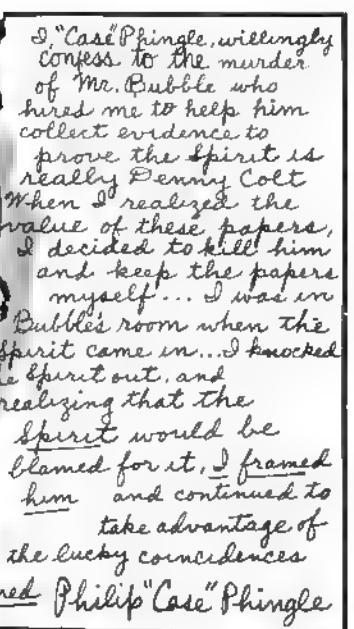 I, "Case" Phingle, willingly
confess to the murder
of Mr. Bubble who
hired me to help him
collect evidence to
prove the Spirit is
really Denny Colt
When I realized the
value of these papers,
I decided to kill him
and keep the papers
myself... I was in
Bubble's room when the
Spirit came in... I knocked
e Spirit out, and
realizing that the
Spirit would be
blamed for it, I framed
him and continued to
take advantage of
the lucky coincidences
ned Philip "Case" Phingle